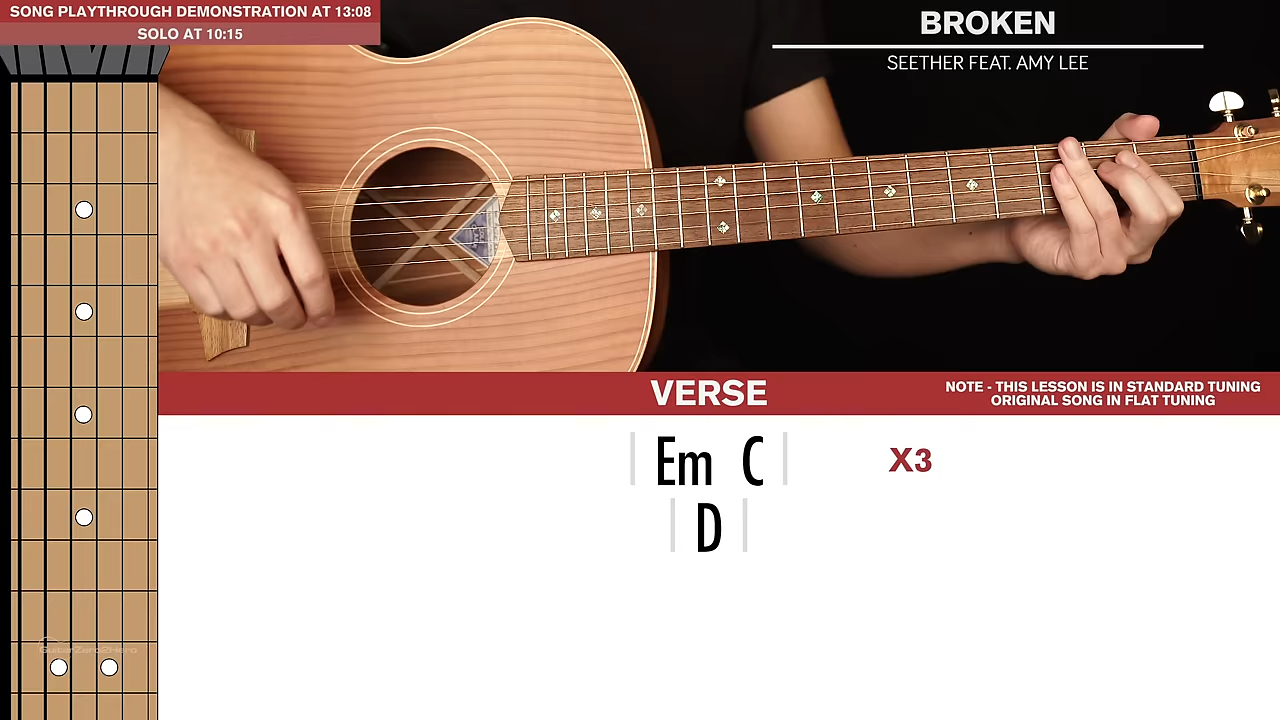 SONG PLAYTHROUGH DEMONSTRATION AT 13:08
SOLO AT 10:15
BROKEN
SEETHER FEAT. AMY LEE
VERSE
NOTE - THIS LESSON IS IN STANDARD TUNING
ORIGINAL SONG IN FLAT TUNING
Em C X3
D
GuitarZero2Hero